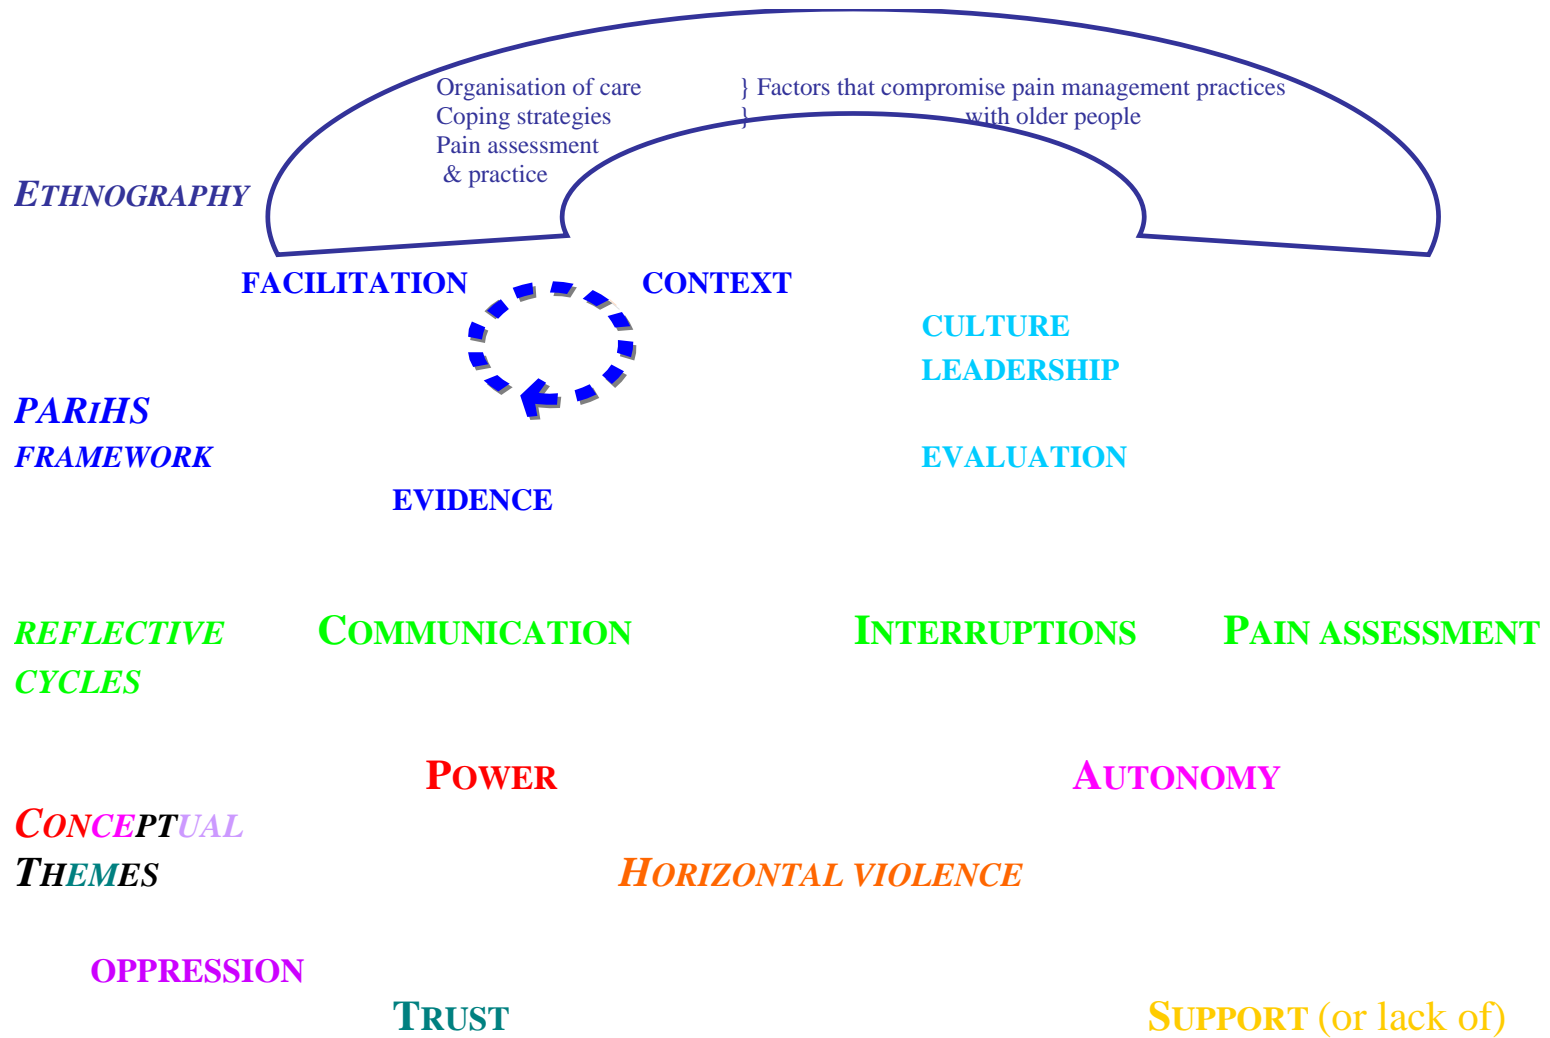 Organisation of care } Factors that compromise pain management practices
Coping strategies } with older people
Pain assessment
& practice
ETHNOGRAPHY
FACILITATION CONTEXT
CULTURE
LEADERSHIP
PARIHS
FRAMEWORK EVALUATION
EVIDENCE
REFLECTIVE COMMUNICATION INTERRUPTIONS PAIN ASSESSMENT
CYCLES
POWER AUTONOMY
CONCEPTUAL
THEMES HORIZONTAL VIOLENCE
OPPRESSION
TRUST SUPPORT (or lack of)